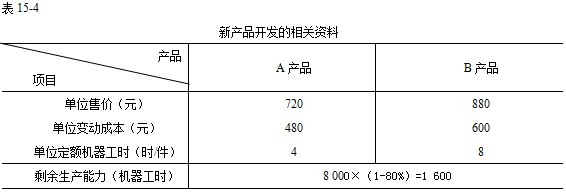 表 15-4
新产品开发的相关资料
产品
项目
A 产品
B 产品
单位售价（元）
720
880
单位变动成本（元）
480
600
单位定额机器工时（时/件）
4
8
剩余生产能力（机器工时）
8 000×（1-80%）=1 600